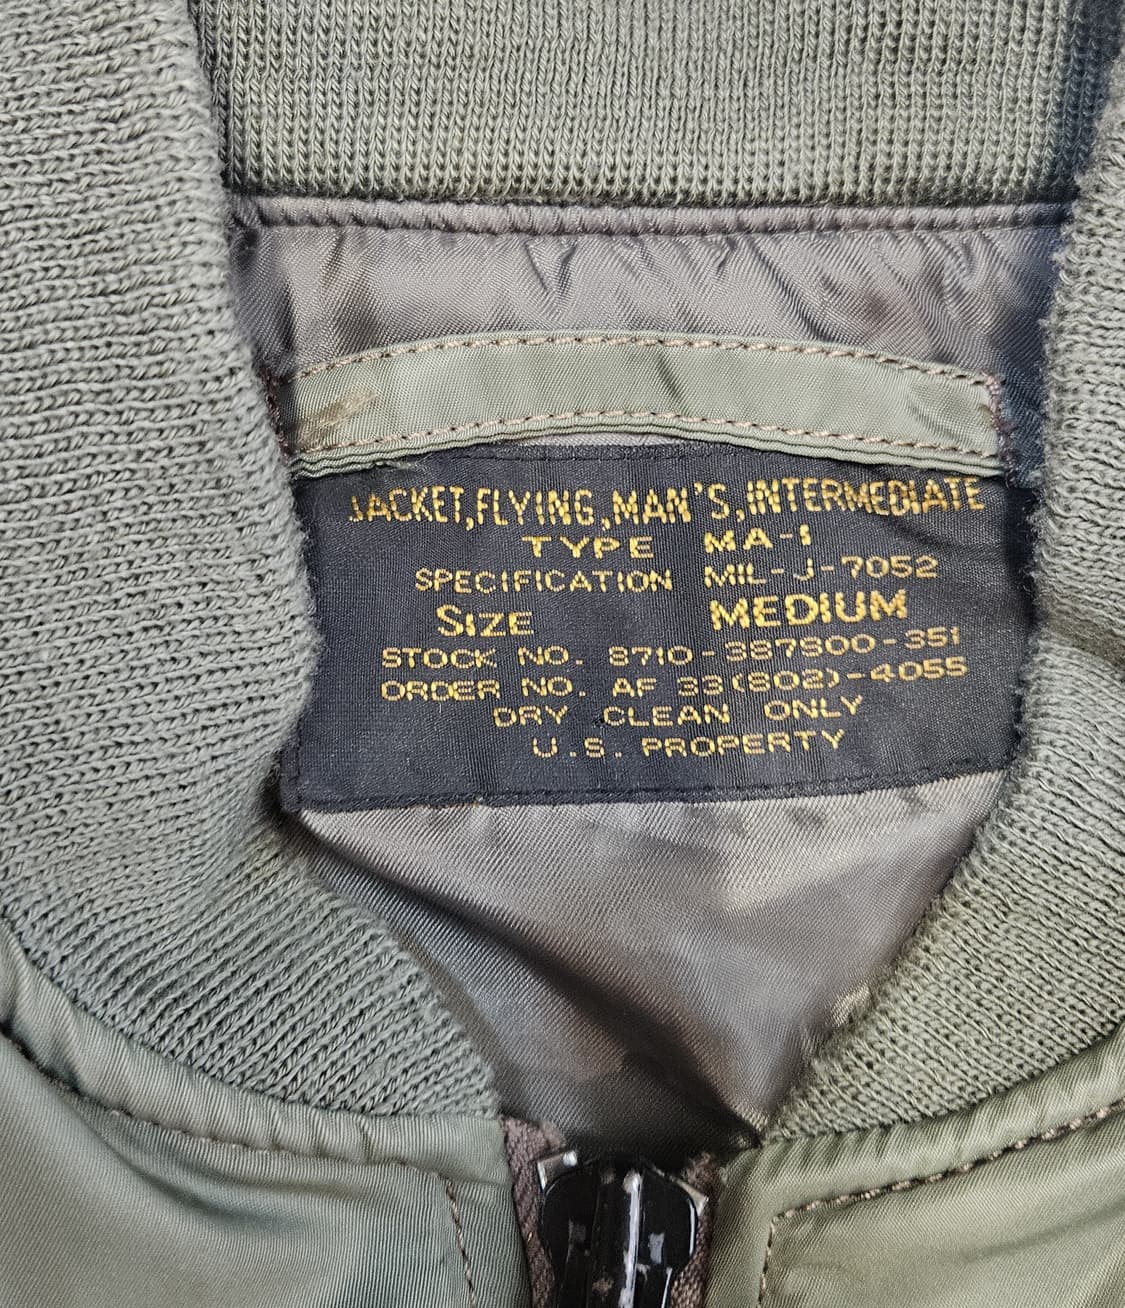 JACKET,FLYING,MAN'S,INTERMEDIATE
TYPE MA-1
SPECIFICATION MIL-J-7052
SIZE MEDIUM
STOCK NO. 8710-387S00-351
ORDER NO. AF 33(802)-4055
DRY CLEAN ONLY
U.S. PROPERTY